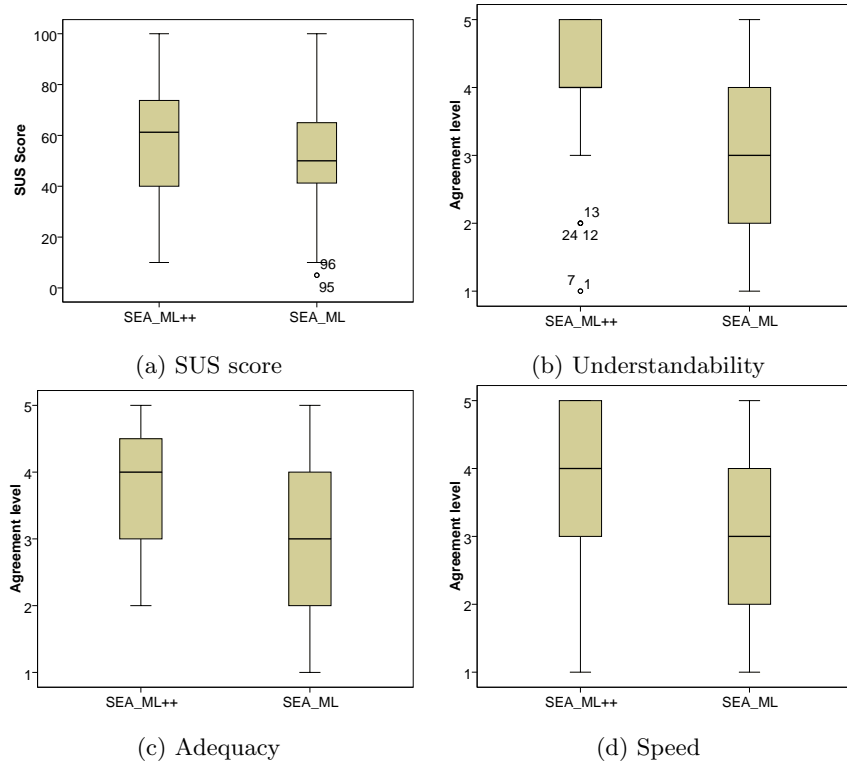 100
80
60
40
20
0
SUS Score
96
95
SEA_ML++ SEA_ML
(a) SUS score
5
4
3
2
1
Agreement level
13
24 12
7 1
SEA_ML++ SEA_ML
(b) Understandability
5
4
3
2
1
Agreement level
SEA_ML++ SEA_ML
(c) Adequacy
5
4
3
2
1
Agreement level
SEA_ML++ SEA_ML
(d) Speed